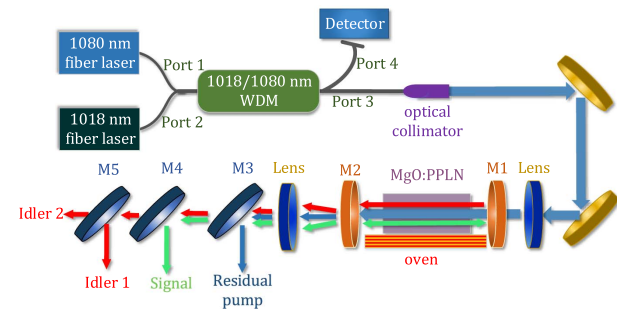 Detector
1080 nm
fiber laser
Port 1
Port 4
1018/1080 nm
WDM
Port 3
1018 nm
fiber laser
Port 2
optical
collimator
M5
M4
M3
Lens
M2
MgO:PPLN
M1
Lens
Idler 2
oven
Idler 1
Signal
Residual
pump